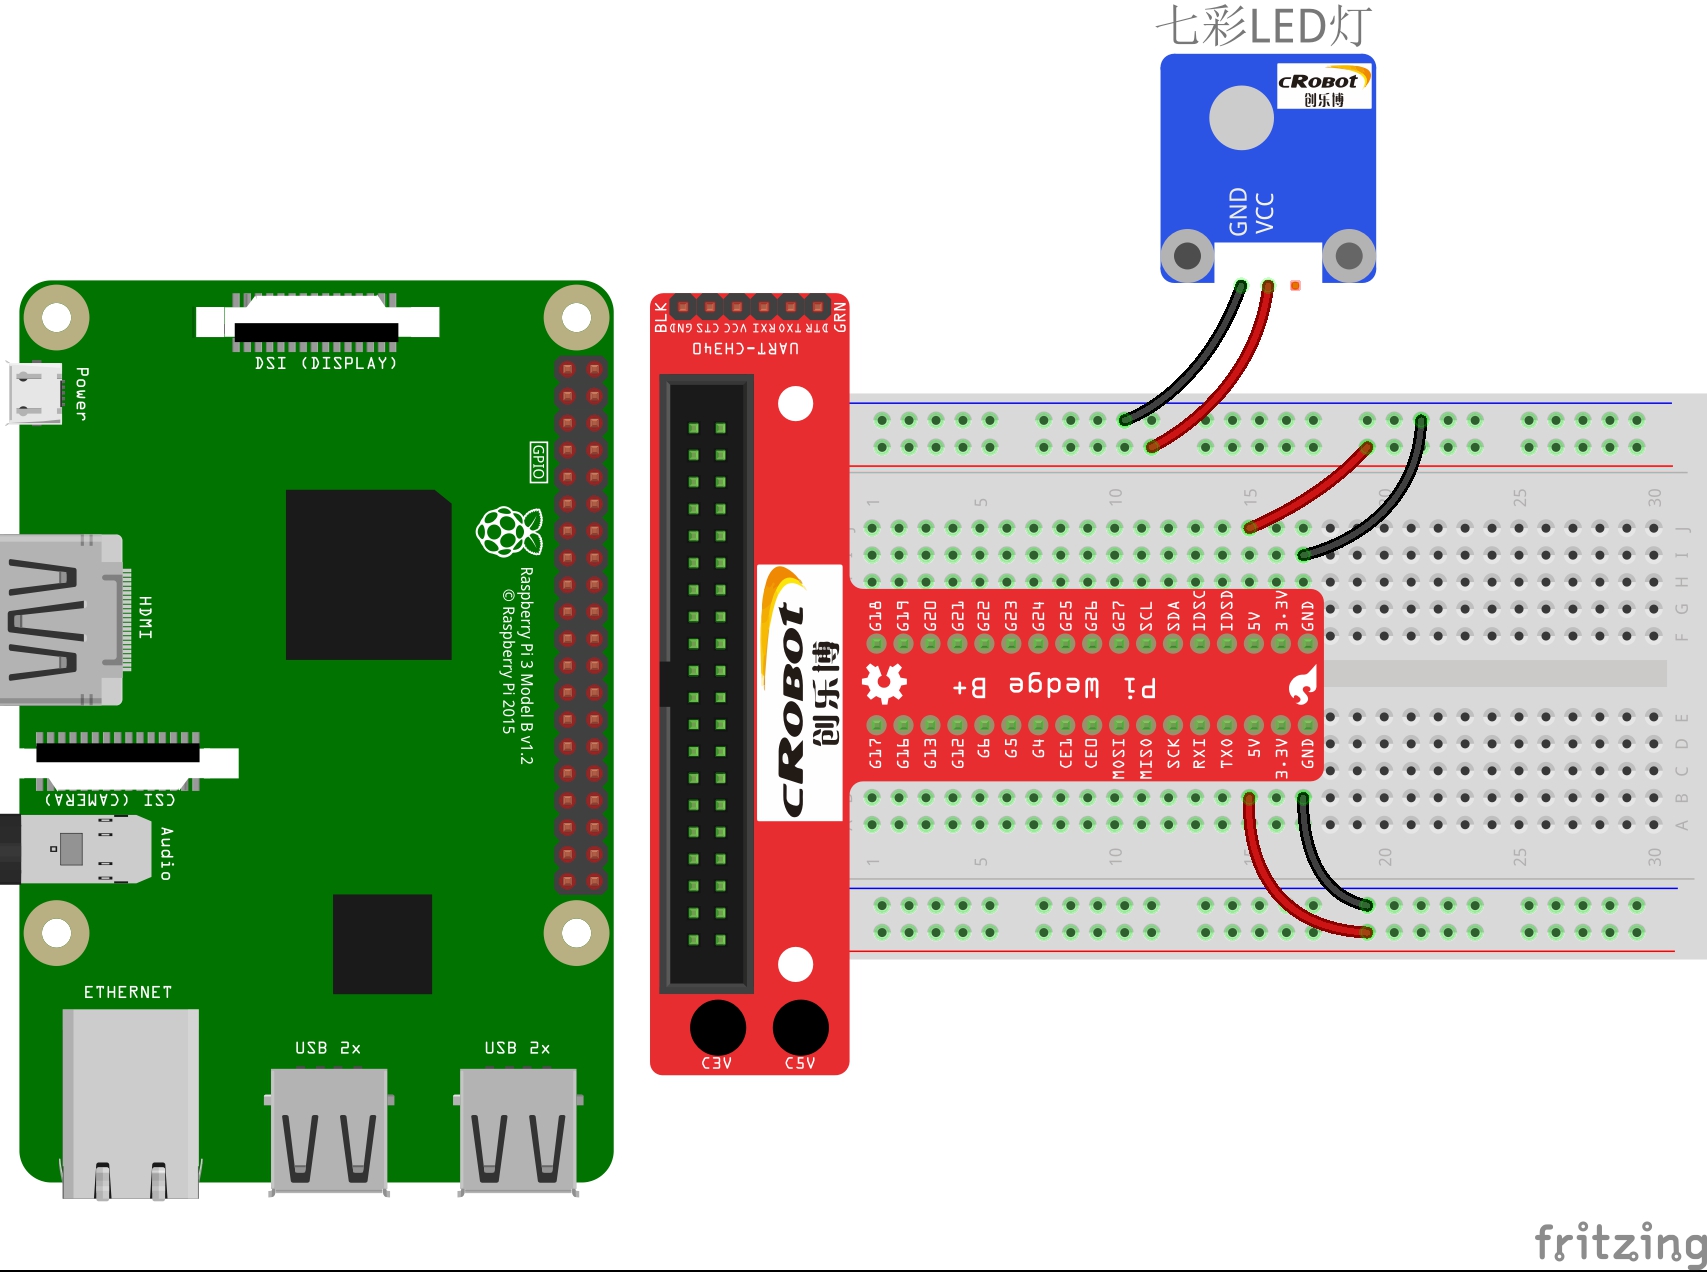 七彩LED灯
CROBOT
创乐博
GND
VCC
DSI (DISPLAY)
Power
GPIO
HDMI
Raspberry Pi 3 Model B v1.2
© Raspberry Pi 2015
CSI (CAMERA)
Audio
ETHERNET
USB 2x
USB 2x
BLK
GND CTS VCC RXI TXO DTR
GRN
UART-CH340
CROBOT
创乐博
C3V
C5V
1 5 10 15 20 25 30
J
I
H
G
F
G18 G19 G20 G21 G22 G23 G24 G25 G26 G27 SCL SDA IDSC IDSD 5V 3.3V GND
Pi Wedge B+
G17 G16 G13 G12 G6 G5 G4 CE1 CE0 MOSI MISO SCK RXI TXO 5V 3.3V GND
E
D
C
B
A
1 5 10 15 20 25 30
fritzing